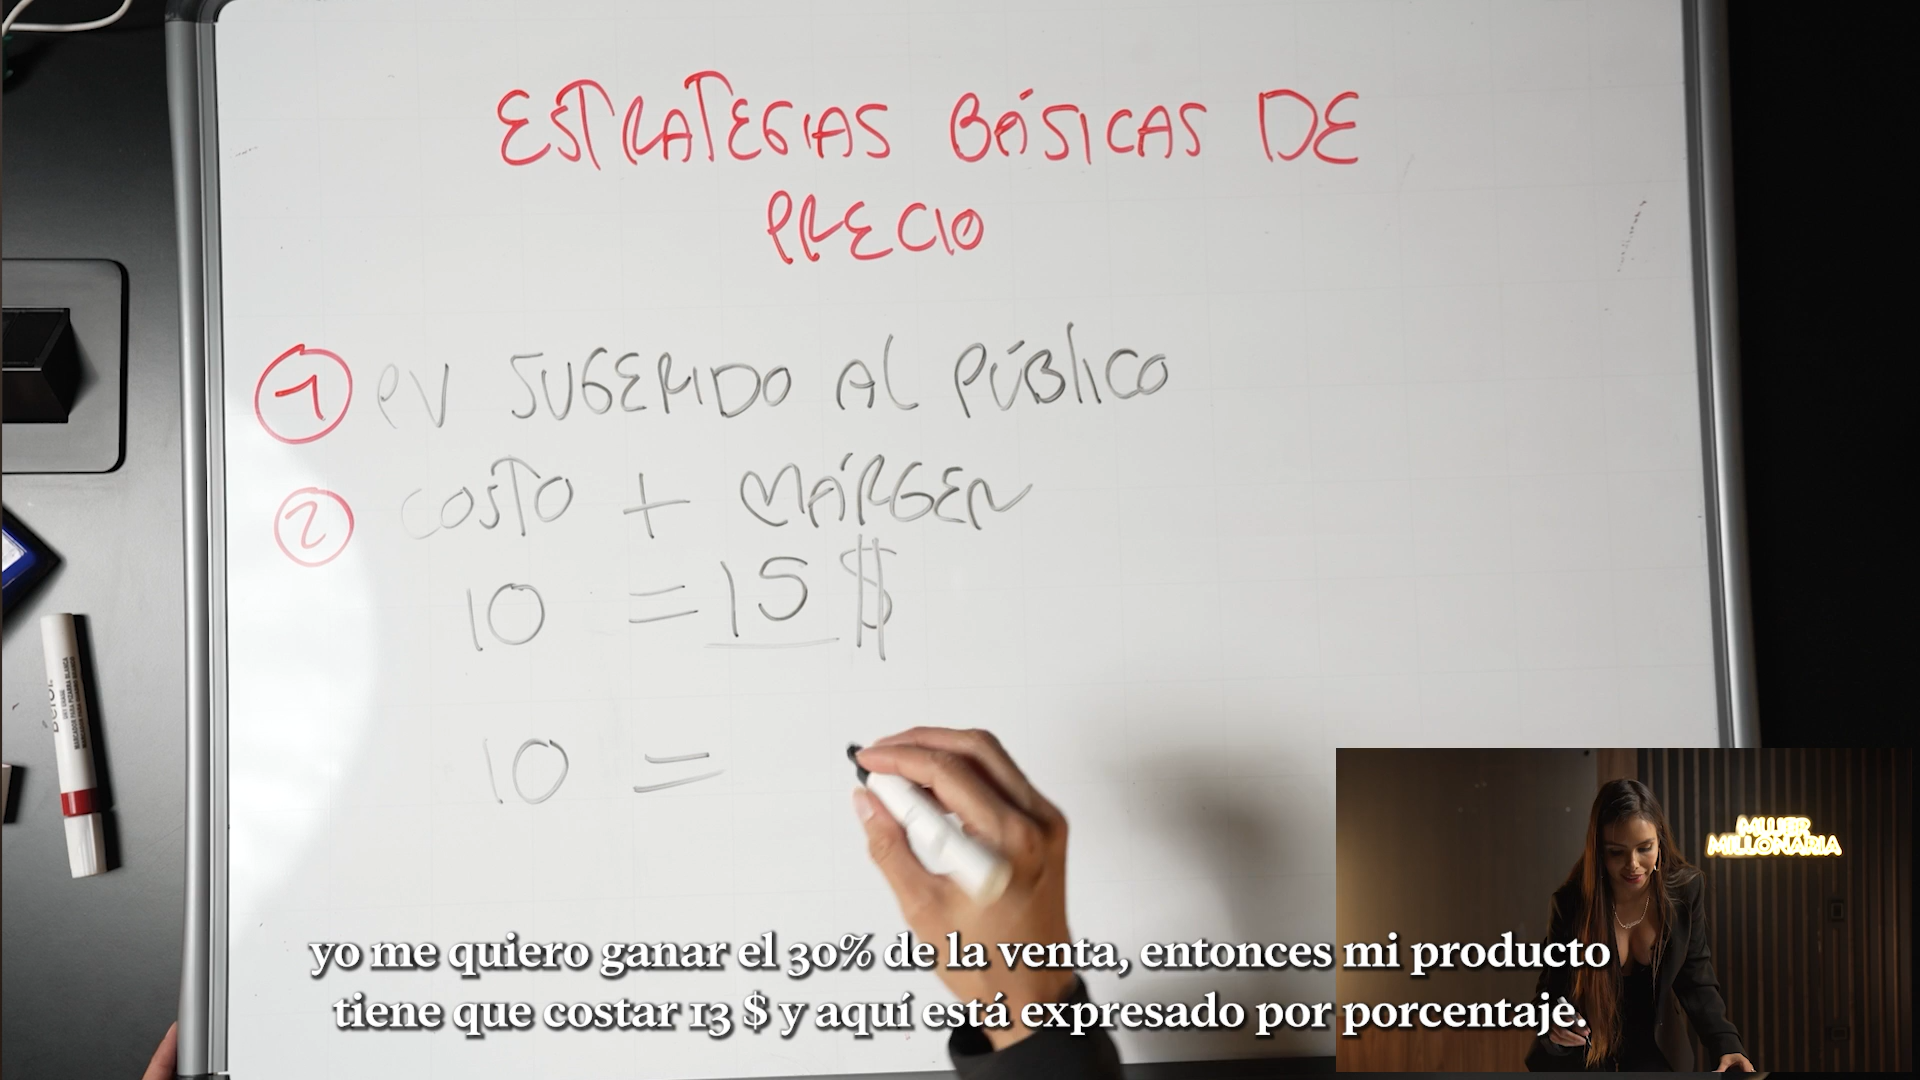 ESTRATEGIAS BÁSICAS DE
PRECIO
1 PV SUGERIDO AL PÚBLICO
2 COSTO + MÁRGEN
10 = 15 $
10 =
MUJER
MILLONARIA
yo me quiero ganar el 30% de la venta, entonces mi producto
tiene que costar 13 $ y aquí está expresado por porcentaje.